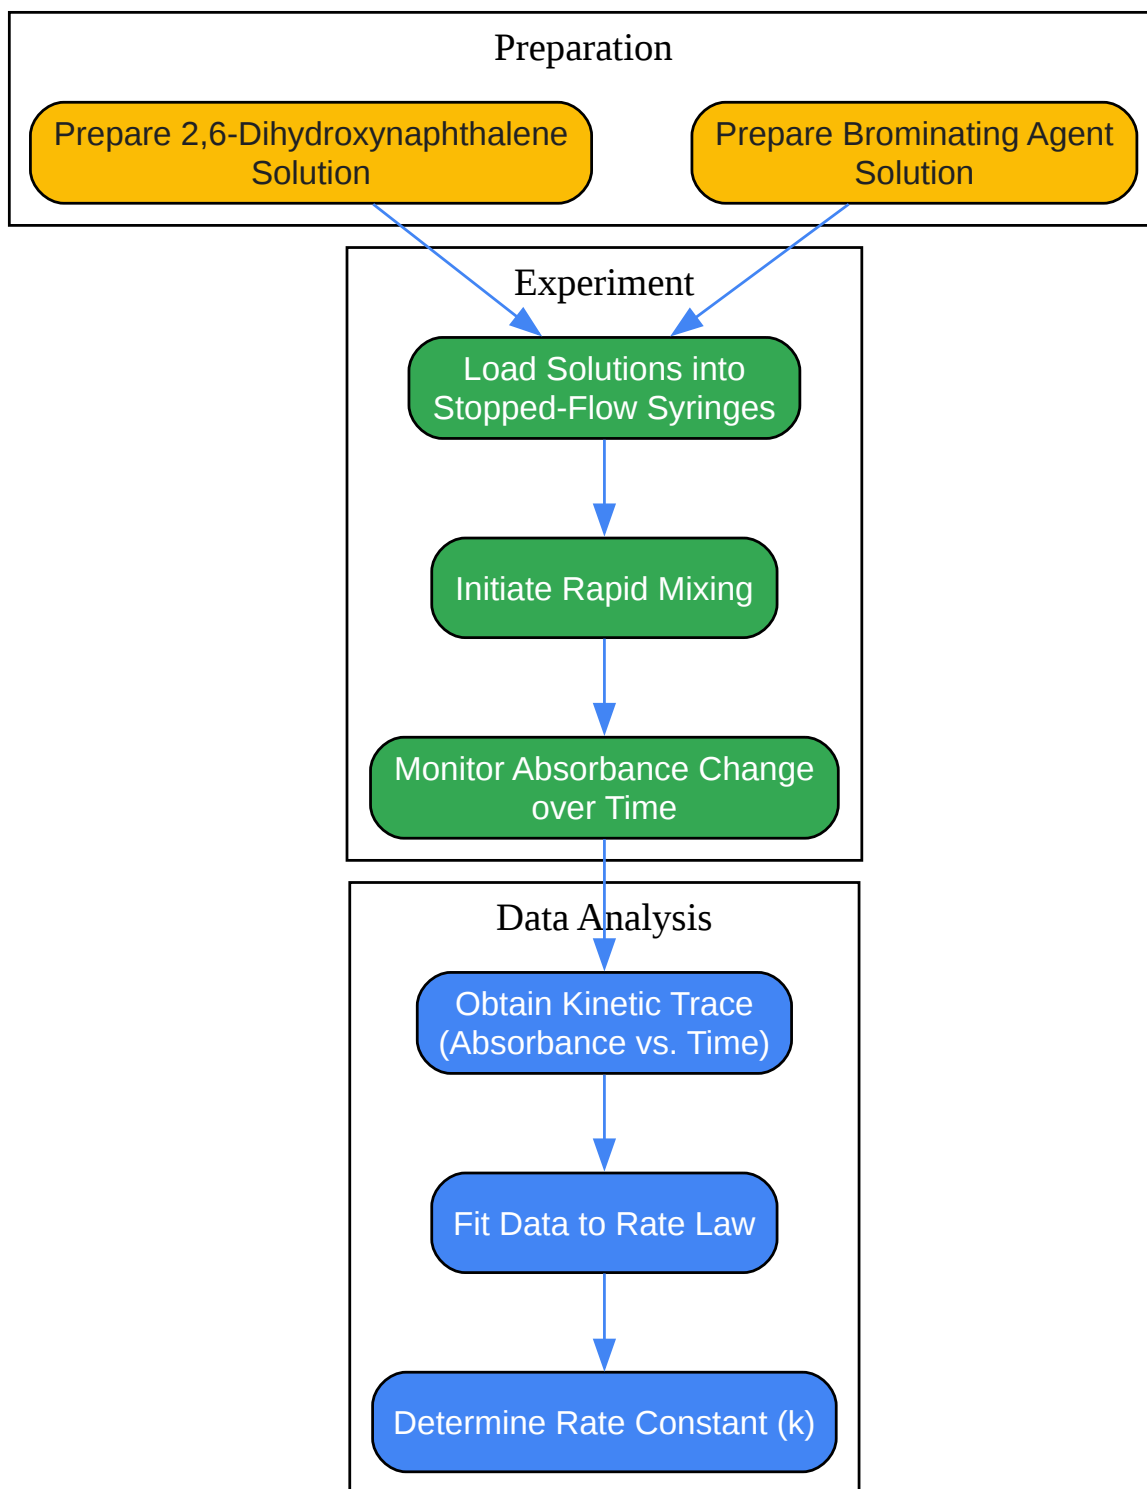 Preparation
Prepare 2,6-Dihydroxynaphthalene
Solution
Prepare Brominating Agent
Solution
Experiment
Load Solutions into
Stopped-Flow Syringes
Initiate Rapid Mixing
Monitor Absorbance Change
over Time
Data Analysis
Obtain Kinetic Trace
(Absorbance vs. Time)
Fit Data to Rate Law
Determine Rate Constant (k)